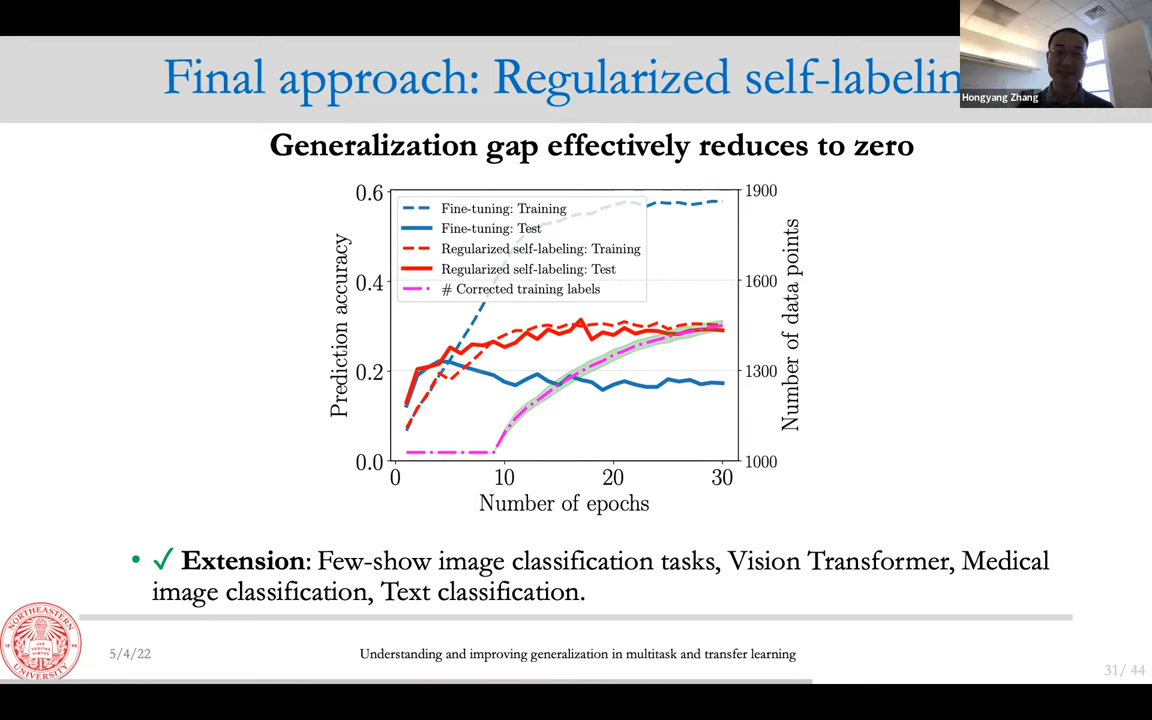 Final approach: Regularized self-labelin
Hongyang Zhang
Generalization gap effectively reduces to zero
0.6
0.4
0.2
0.0
Prediction accuracy
Fine-tuning: Training
Fine-tuning: Test
Regularized self-labeling: Training
Regularized self-labeling: Test
# Corrected training labels
1900
1600
1300
1000
Number of data points
0 10 20 30
Number of epochs
• ✓ Extension: Few-show image classification tasks, Vision Transformer, Medical
image classification, Text classification.
NORTHEASTERN
UNIVERSITY
5/4/22
Understanding and improving generalization in multitask and transfer learning
31/ 44